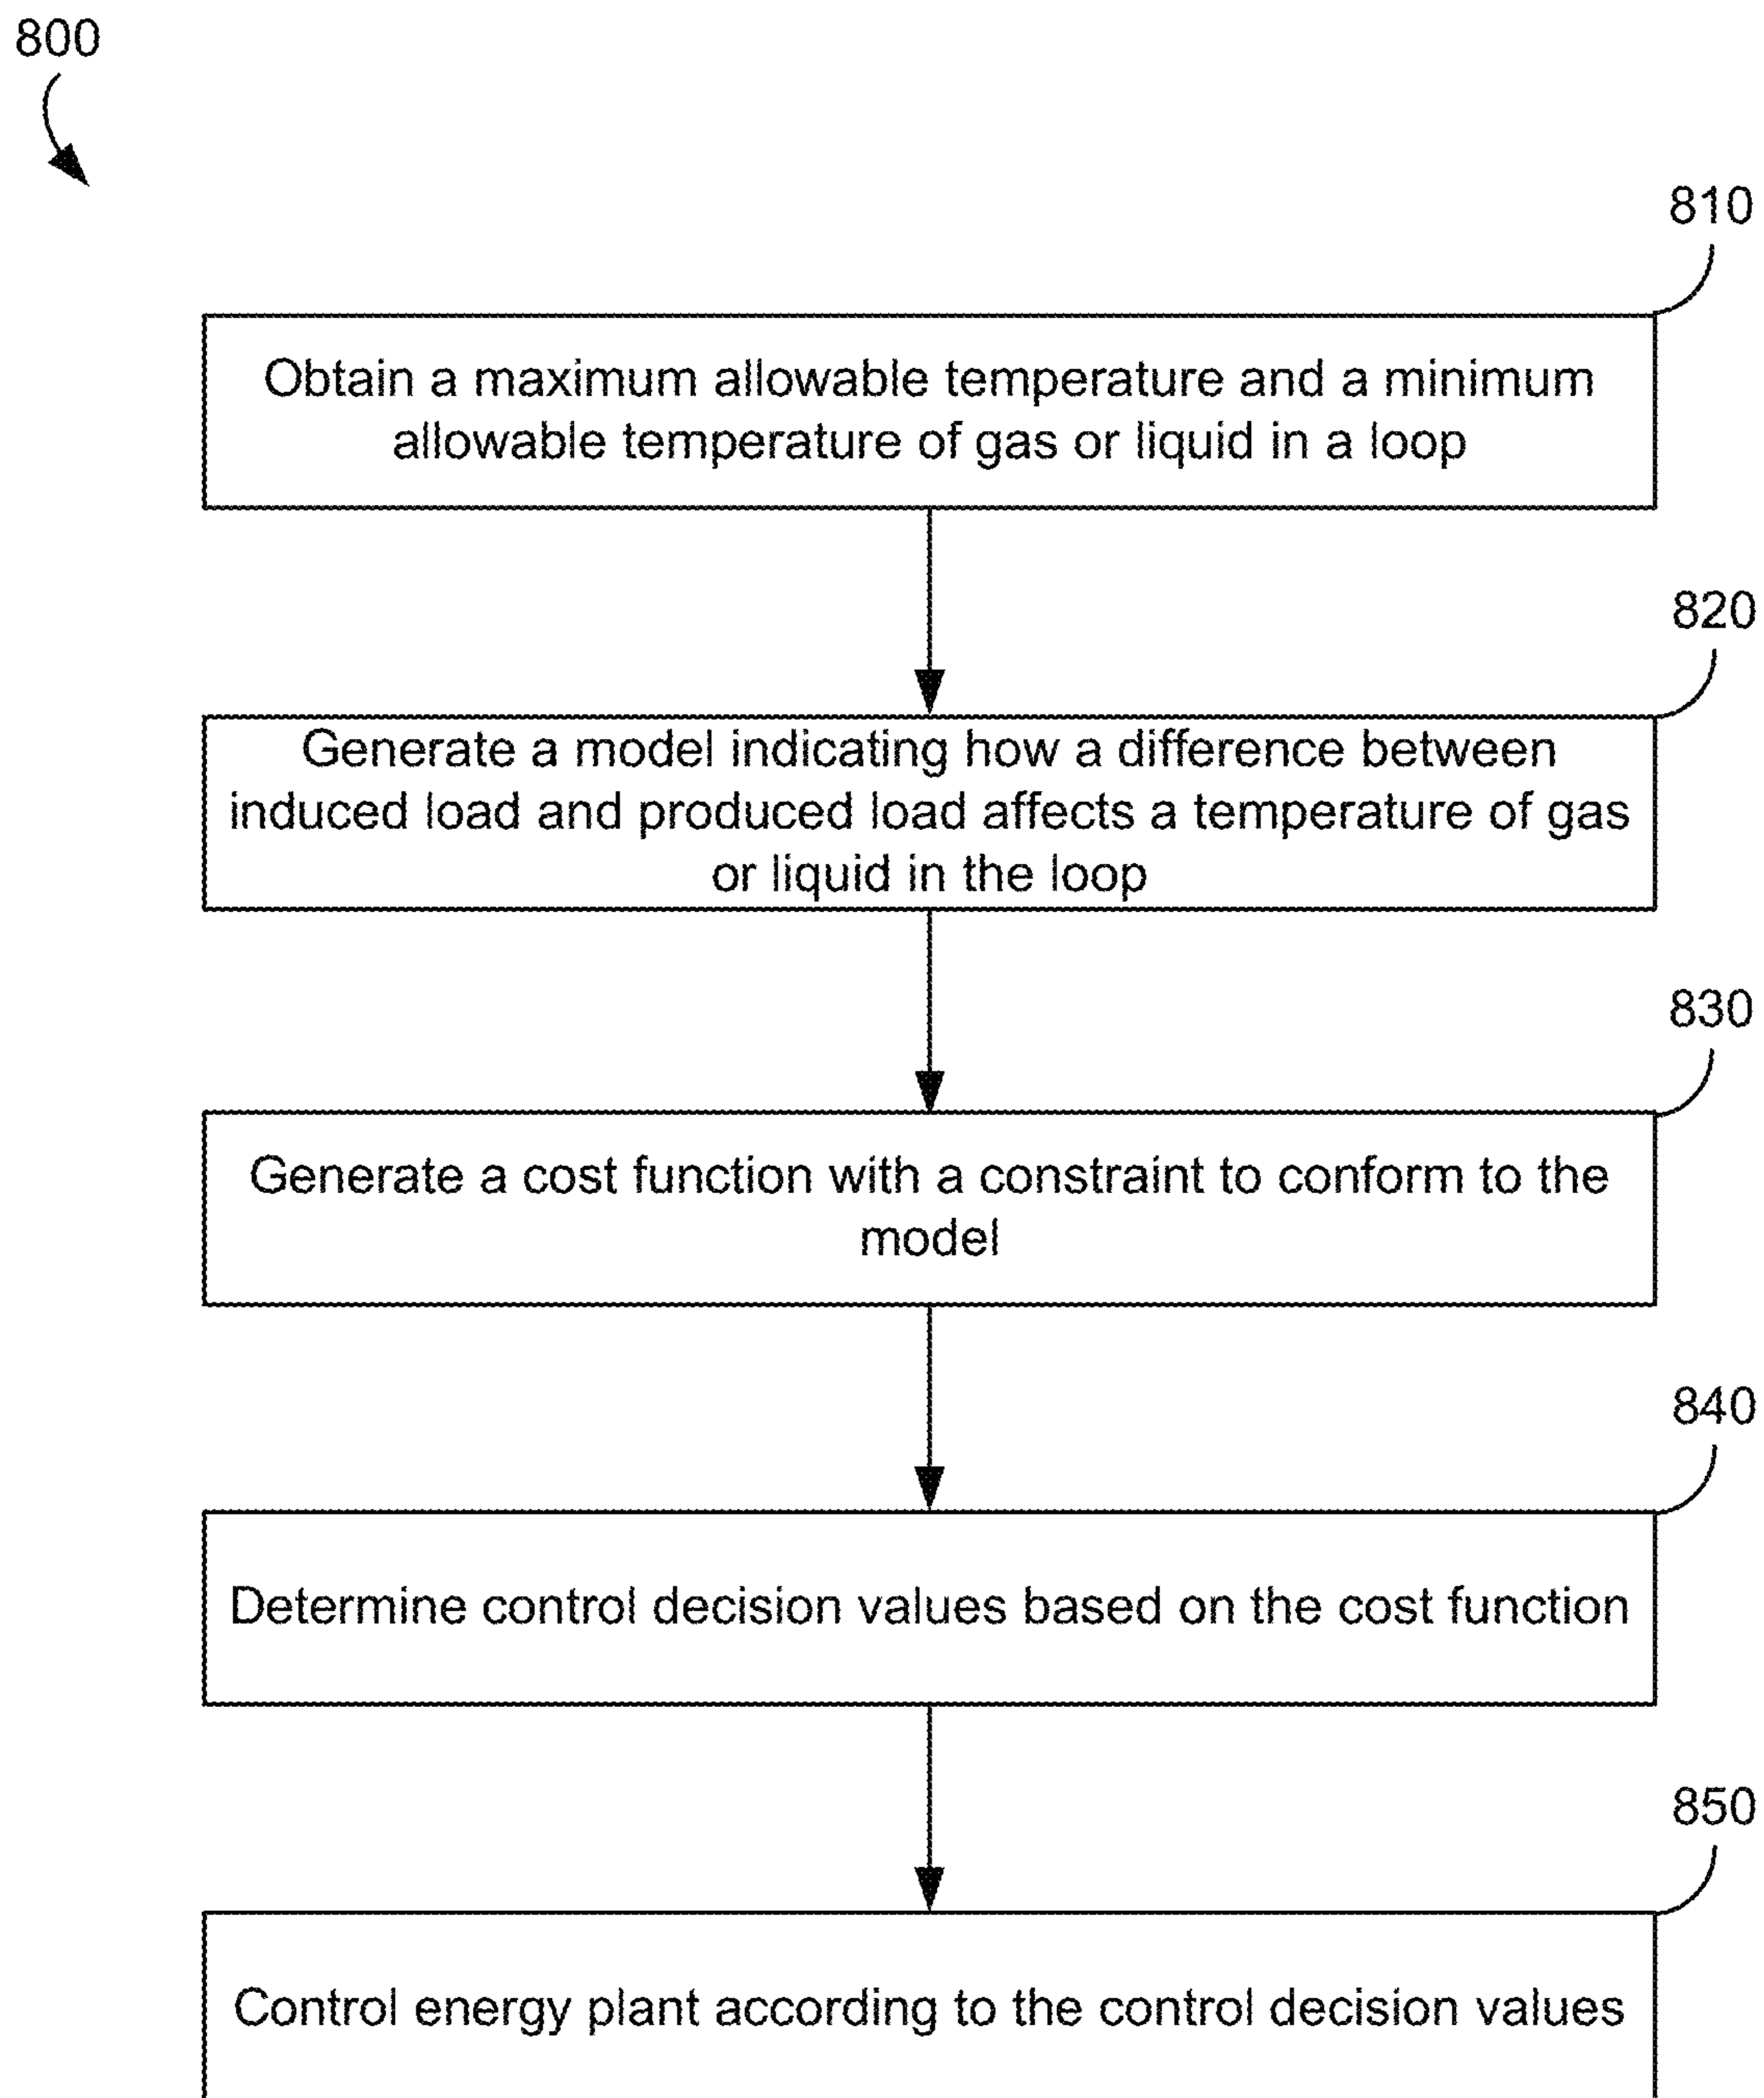 800
810
Obtain a maximum allowable temperature and a minimum
allowable temperature of gas or liquid in a loop
820
Generate a model indicating how a difference between
induced load and produced load affects a temperature of gas
or liquid in the loop
830
Generate a cost function with a constraint to conform to the
model
840
Determine control decision values based on the cost function
850
Control energy plant according to the control decision values